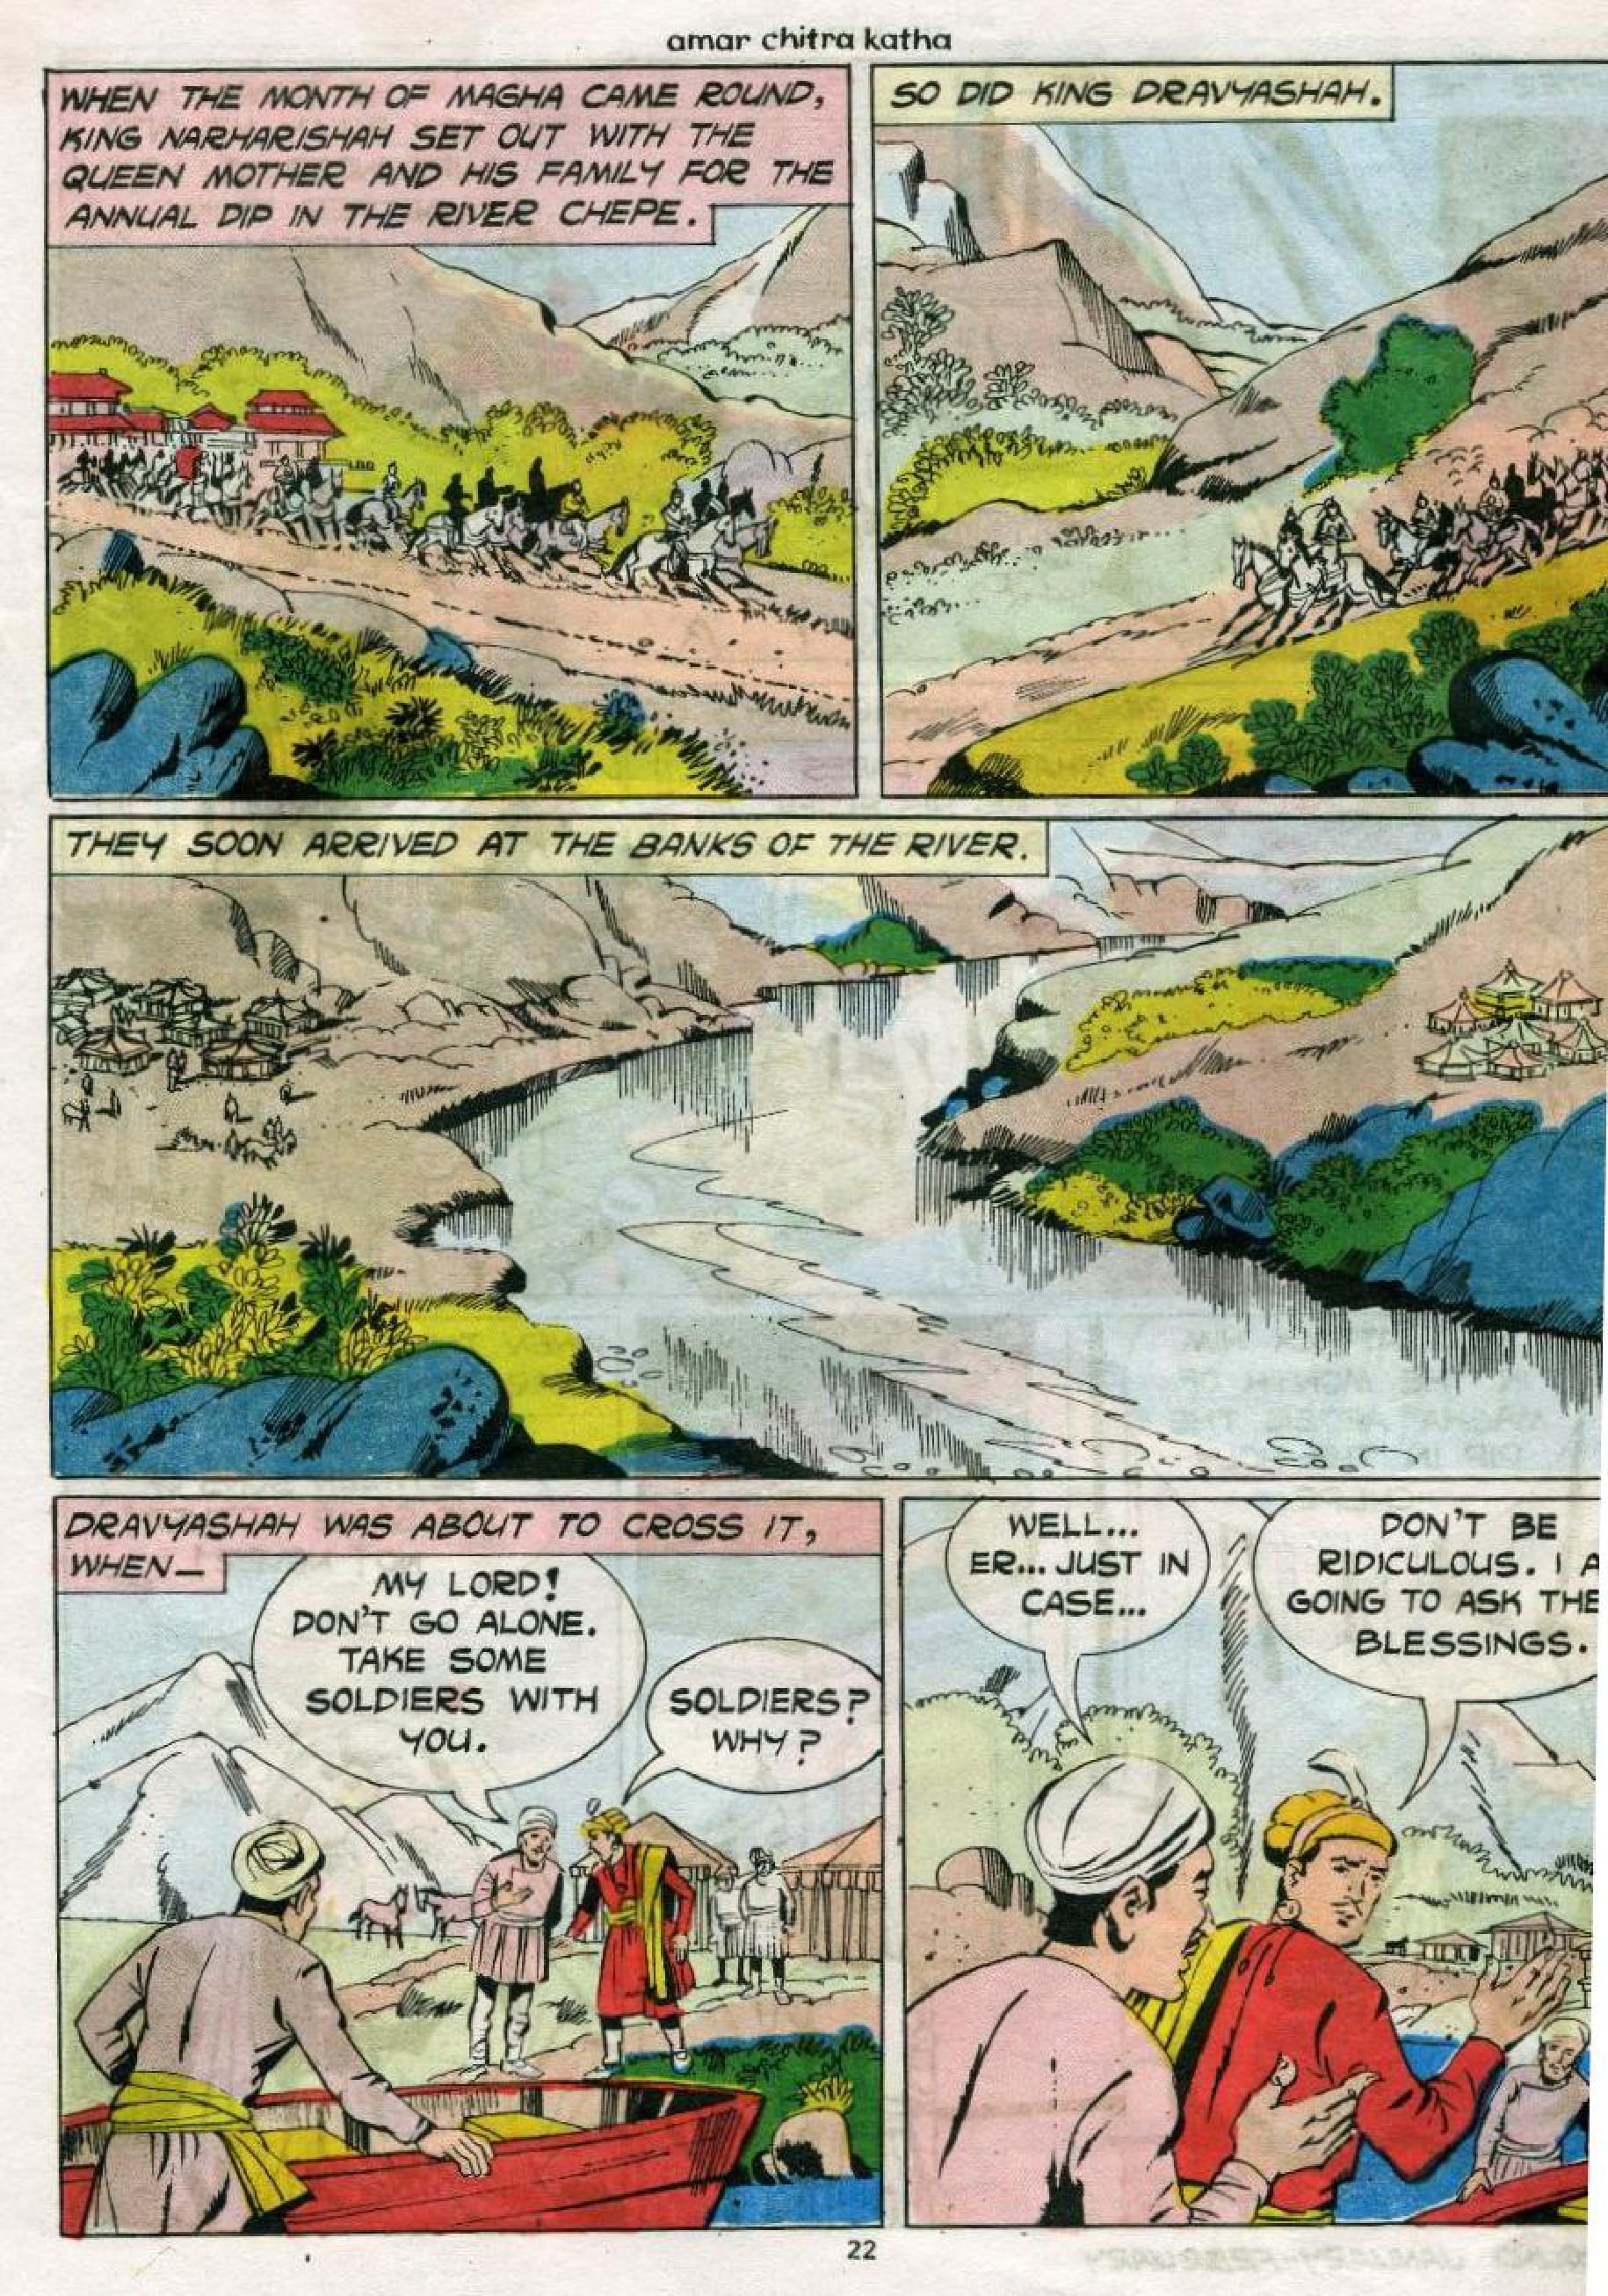 amar chitra katha
WHEN THE MONTH OF MAGHA CAME ROUND,
KING NARHARISHAH SET OUT WITH THE
QUEEN MOTHER AND HIS FAMILY FOR THE
ANNUAL DIP IN THE RIVER CHEPE.
SO DID KING DRAVYASHAH.
THEY SOON ARRIVED AT THE BANKS OF THE RIVER.
DRAVYASHAH WAS ABOUT TO CROSS IT,
WHEN—
MY LORD!
DON'T GO ALONE.
TAKE SOME
SOLDIERS WITH
YOU.
SOLDIERS?
WHY?
WELL...
ER... JUST IN
CASE...
DON'T BE
RIDICULOUS. I
GOING TO ASK
BLESSINGS.
22